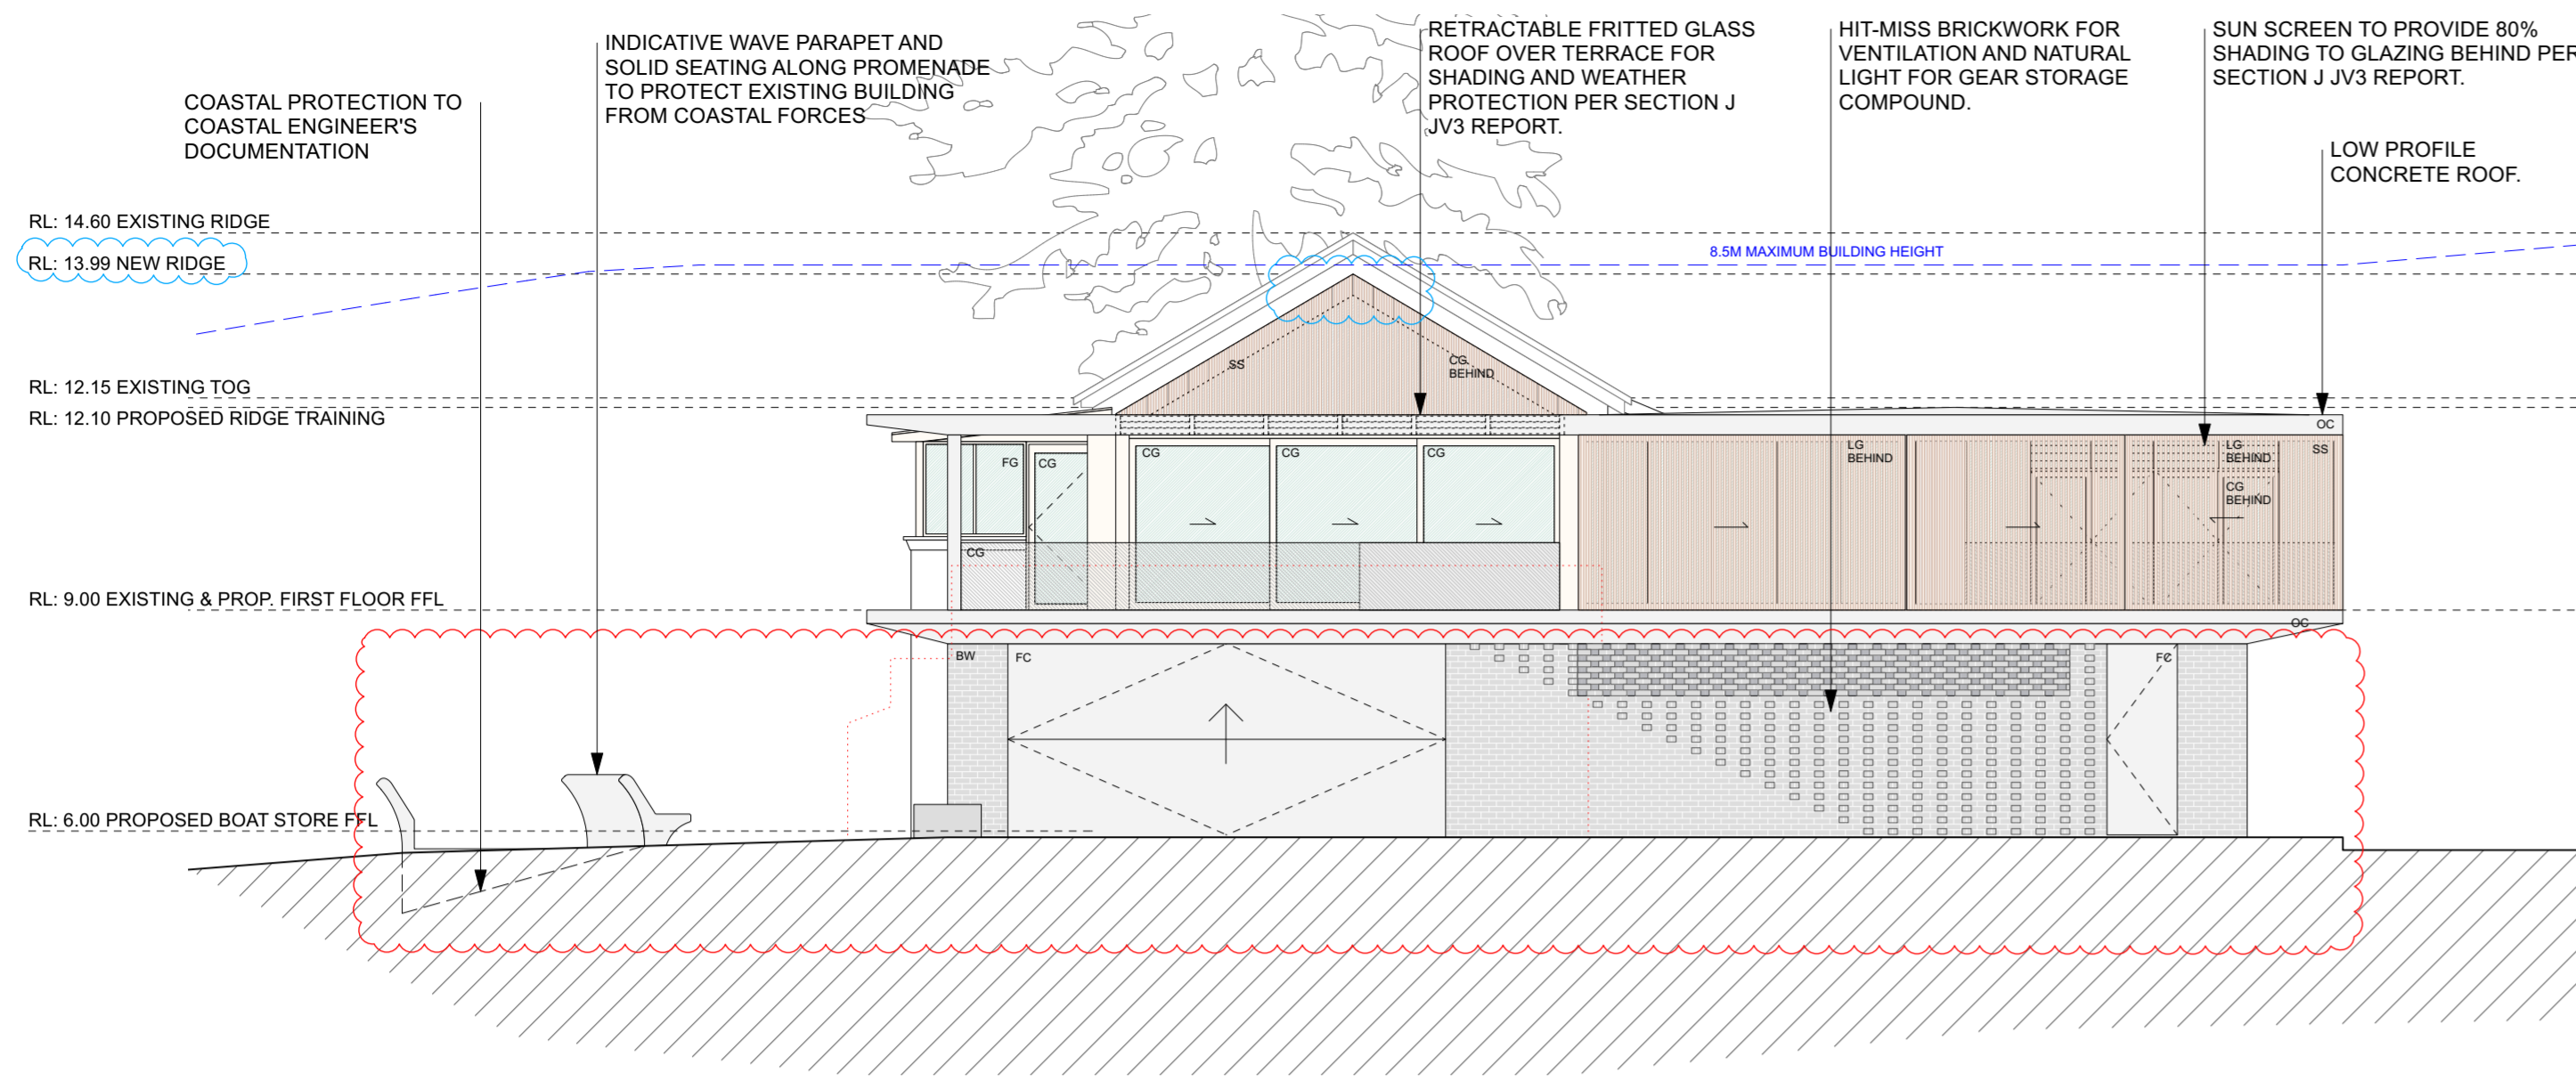 COASTAL PROTECTION TO
COASTAL ENGINEER'S
DOCUMENTATION
INDICATIVE WAVE PARAPET AND
SOLID SEATING ALONG PROMENADE
TO PROTECT EXISTING BUILDING
FROM COASTAL FORCES
RETRACTABLE FRITTED GLASS
ROOF OVER TERRACE FOR
SHADING AND WEATHER
PROTECTION PER SECTION J
JV3 REPORT.
HIT-MISS BRICKWORK FOR
VENTILATION AND NATURAL
LIGHT FOR GEAR STORAGE
COMPOUND.
SUN SCREEN TO PROVIDE 80%
SHADING TO GLAZING BEHIND PER
SECTION J JV3 REPORT.
LOW PROFILE
CONCRETE ROOF.
RL: 14.60 EXISTING RIDGE
RL: 13.99 NEW RIDGE
8.5M MAXIMUM BUILDING HEIGHT
SS
CG
BEHIND
RL: 12.15 EXISTING TOG
RL: 12.10 PROPOSED RIDGE TRAINING
OC
FG
CG
CG
CG
CG
LG
BEHIND
LG
BEHIND
SS
CG
BEHIND
CG
RL: 9.00 EXISTING & PROP. FIRST FLOOR FFL
OC
BW
FC
FC
RL: 6.00 PROPOSED BOAT STORE FFL